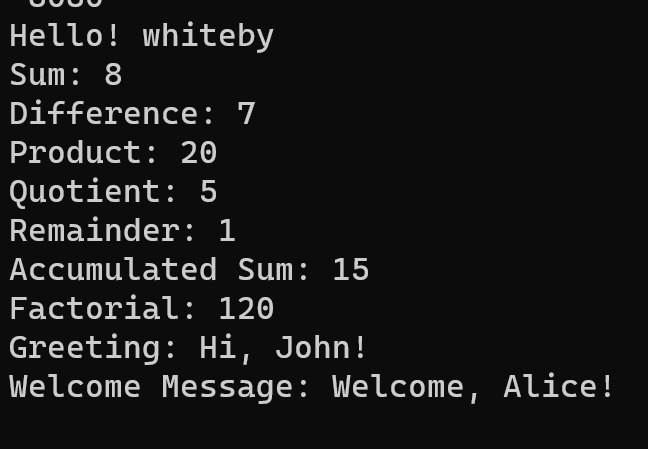 8080
Hello! whiteby
Sum: 8
Difference: 7
Product: 20
Quotient: 5
Remainder: 1
Accumulated Sum: 15
Factorial: 120
Greeting: Hi, John!
Welcome Message: Welcome, Alice!